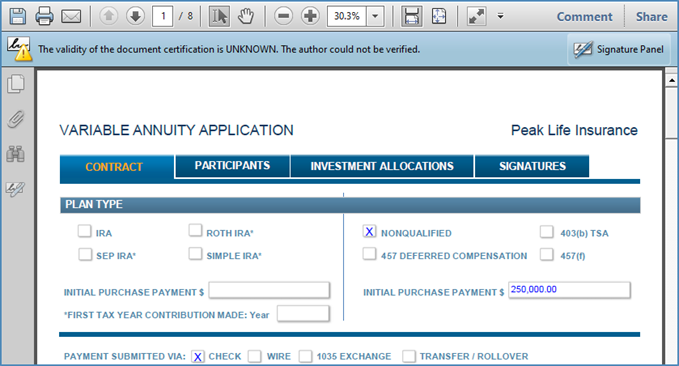 1 / 8 30.3% Comment Share
The validity of the document certification is UNKNOWN. The author could not be verified. Signature Panel
VARIABLE ANNUITY APPLICATION Peak Life Insurance
CONTRACT PARTICIPANTS INVESTMENT ALLOCATIONS SIGNATURES
PLAN TYPE
IRA ROTH IRA* X NONQUALIFIED 403(b) TSA
SEP IRA* SIMPLE IRA* 457 DEFERRED COMPENSATION 457(f)
INITIAL PURCHASE PAYMENT $ INITIAL PURCHASE PAYMENT $ 250,000.00
*FIRST TAX YEAR CONTRIBUTION MADE: Year
PAYMENT SUBMITTED VIA: X CHECK WIRE 1035 EXCHANGE TRANSFER / ROLLOVER